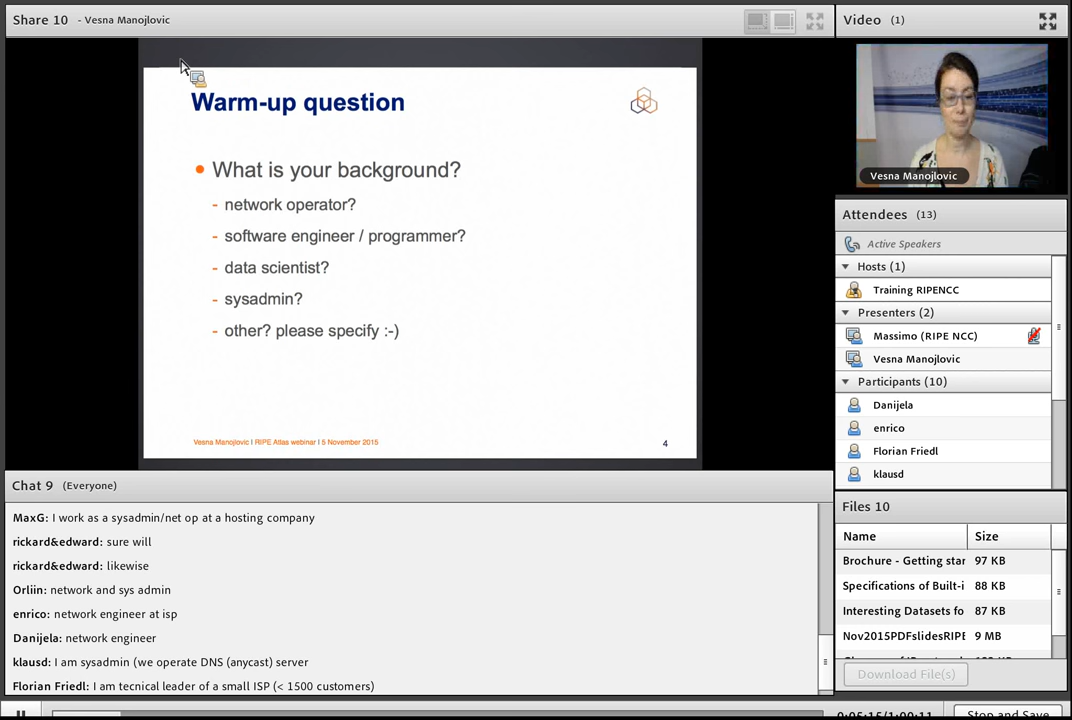 Share 10 - Vesna Manojlovic
Warm-up question
• What is your background?
- network operator?
- software engineer / programmer?
- data scientist?
- sysadmin?
- other? please specify :-)
Vesna Manojlovic I RIPE Atlas webinar I 5 November 2015
4
Chat 9 (Everyone)
MaxG: I work as a sysadmin/net op at a hosting company
rickard&edward: sure will
rickard&edward: likewise
Orliin: network and sys admin
enrico: network engineer at isp
Danijela: network engineer
klausd: I am sysadmin (we operate DNS (anycast) server
Florian Friedl: I am tecnical leader of a small ISP (< 1500 customers)
Video (1)
Vesna Manojlovic
Attendees (13)
Active Speakers
Hosts (1)
Training RIPENCC
Presenters (2)
Massimo (RIPE NCC)
Vesna Manojlovic
Participants (10)
Danijela
enrico
Florian Friedl
klausd
Files 10
Name Size
Brochure - Getting star 97 KB
Specifications of Built-i 88 KB
Interesting Datasets fo 87 KB
Nov2015PDFslidesRIPE 9 MB
Download File(s)
0:05:15/1:00:11
Stop and Save